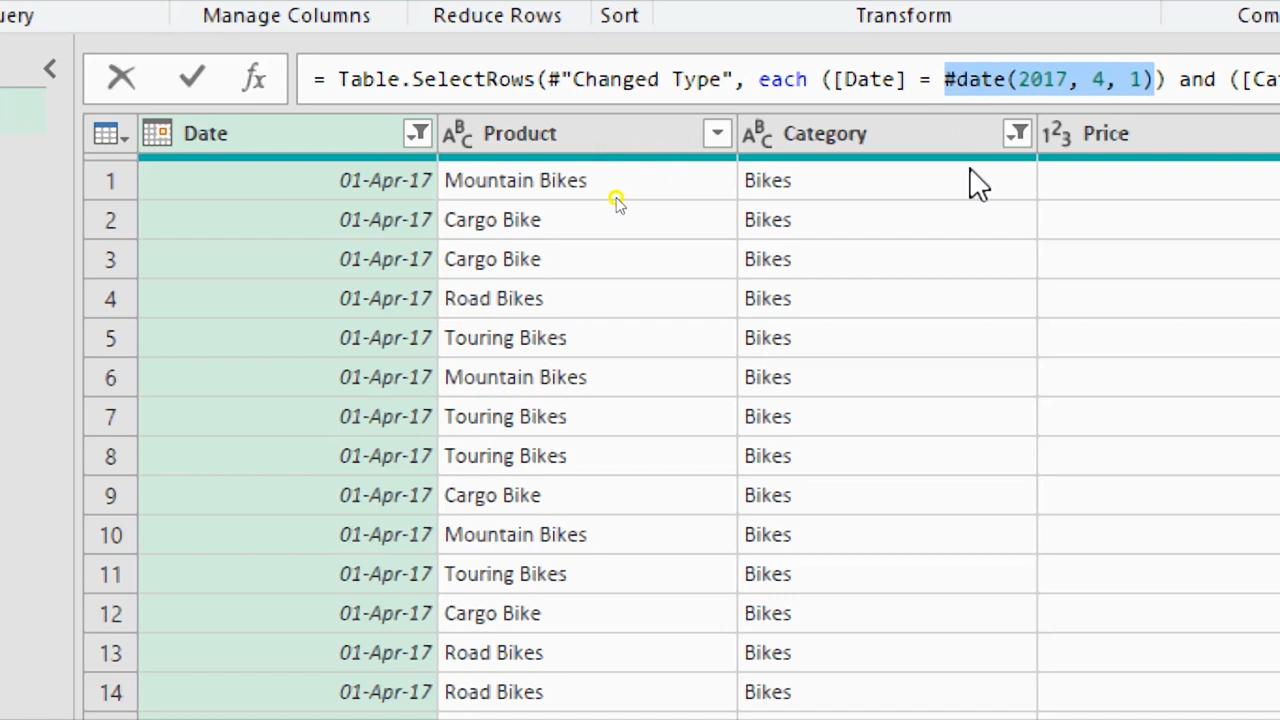 uery Manage Columns Reduce Rows Sort Transform Com
fx = Table.SelectRows(#"Changed Type", each ([Date] = #date(2017, 4, 1)) and ([Ca
Date ABC Product ABC Category 123 Price
1 01-Apr-17 Mountain Bikes Bikes
2 01-Apr-17 Cargo Bike Bikes
3 01-Apr-17 Cargo Bike Bikes
4 01-Apr-17 Road Bikes Bikes
5 01-Apr-17 Touring Bikes Bikes
6 01-Apr-17 Mountain Bikes Bikes
7 01-Apr-17 Touring Bikes Bikes
8 01-Apr-17 Touring Bikes Bikes
9 01-Apr-17 Cargo Bike Bikes
10 01-Apr-17 Mountain Bikes Bikes
11 01-Apr-17 Touring Bikes Bikes
12 01-Apr-17 Cargo Bike Bikes
13 01-Apr-17 Road Bikes Bikes
14 01-Apr-17 Road Bikes Bikes